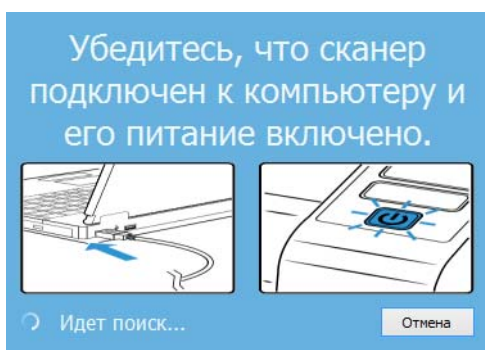 Убедитесь, что сканер
подключен к компьютеру и
его питание включено.
Идет поиск...
Отмена